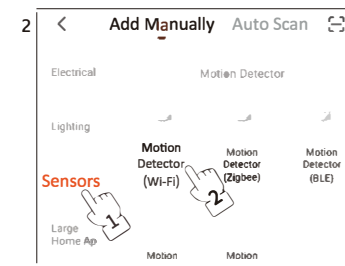 2
Add Manually Auto Scan
Electrical
Motion Detector
Lighting
Motion Detector (Wi-Fi)
Motion Detector (Zigbee)
Motion Detector (BLE)
Sensors
1
2
Large
Home Ap
Motion
Motion